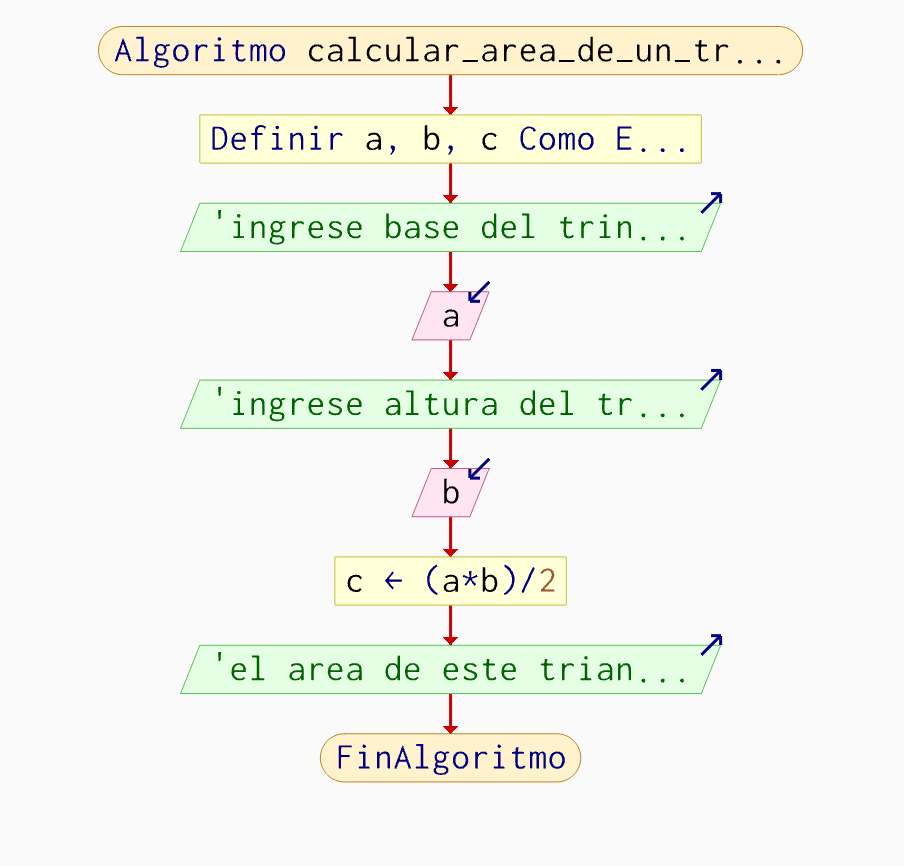 Algoritmo calcular_area_de_un_tr...
Definir a, b, c Como E...
'ingrese base del trin...
a
'ingrese altura del tr...
b
c ← (a*b)/2
'el area de este trian...
FinAlgoritmo